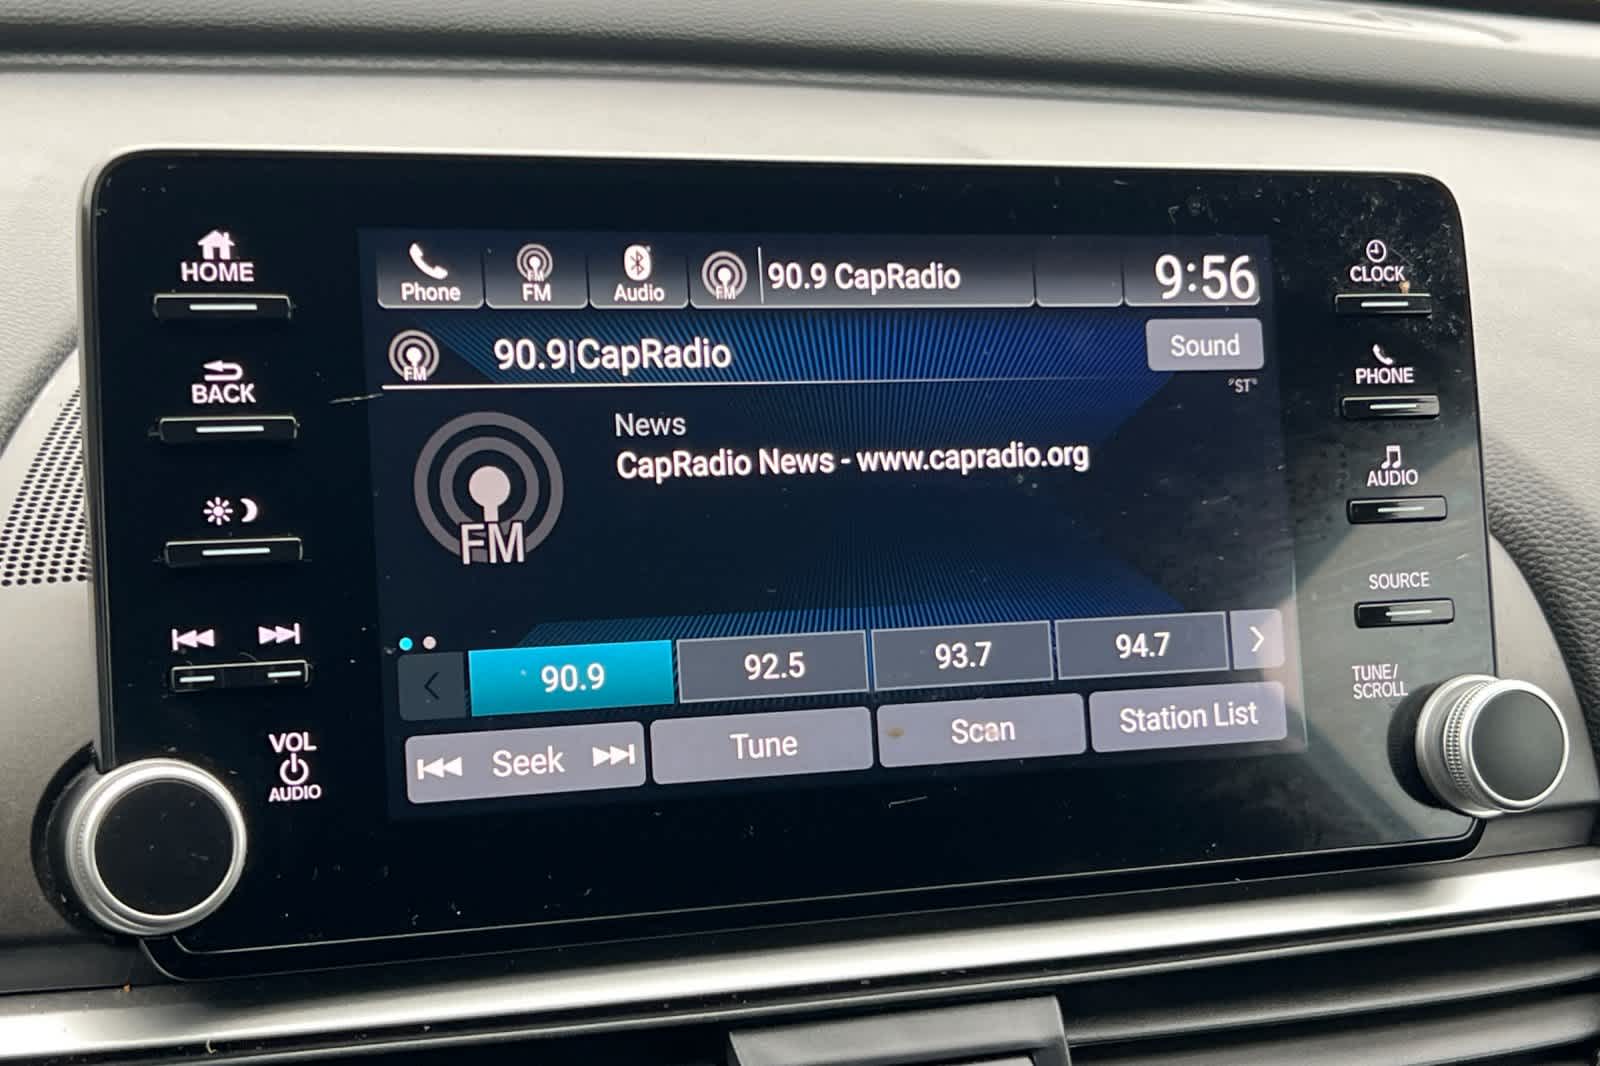 HOME
BACK
VOL
AUDIO
Phone
FM
FM
Audio
FM
90.9 CapRadio
9:56
FM
90.9|CapRadio
Sound
"ST"
FM
News
CapRadio News - www.capradio.org
90.9
92.5
93.7
94.7
Seek
Tune
Scan
Station List
CLOCK
PHONE
AUDIO
SOURCE
TUNE/
SCROLL